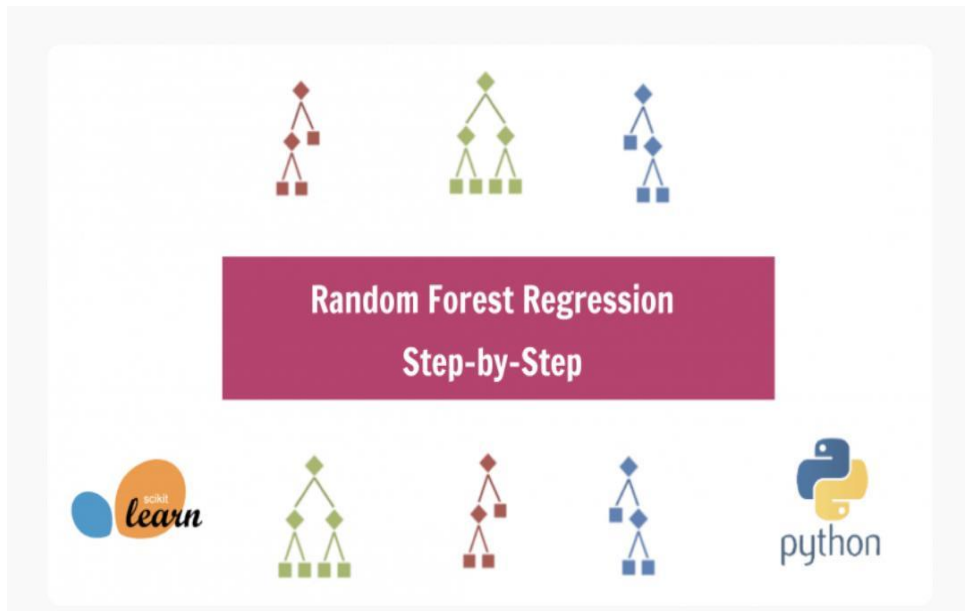 Random Forest Regression
Step-by-Step
scikit
learn
python